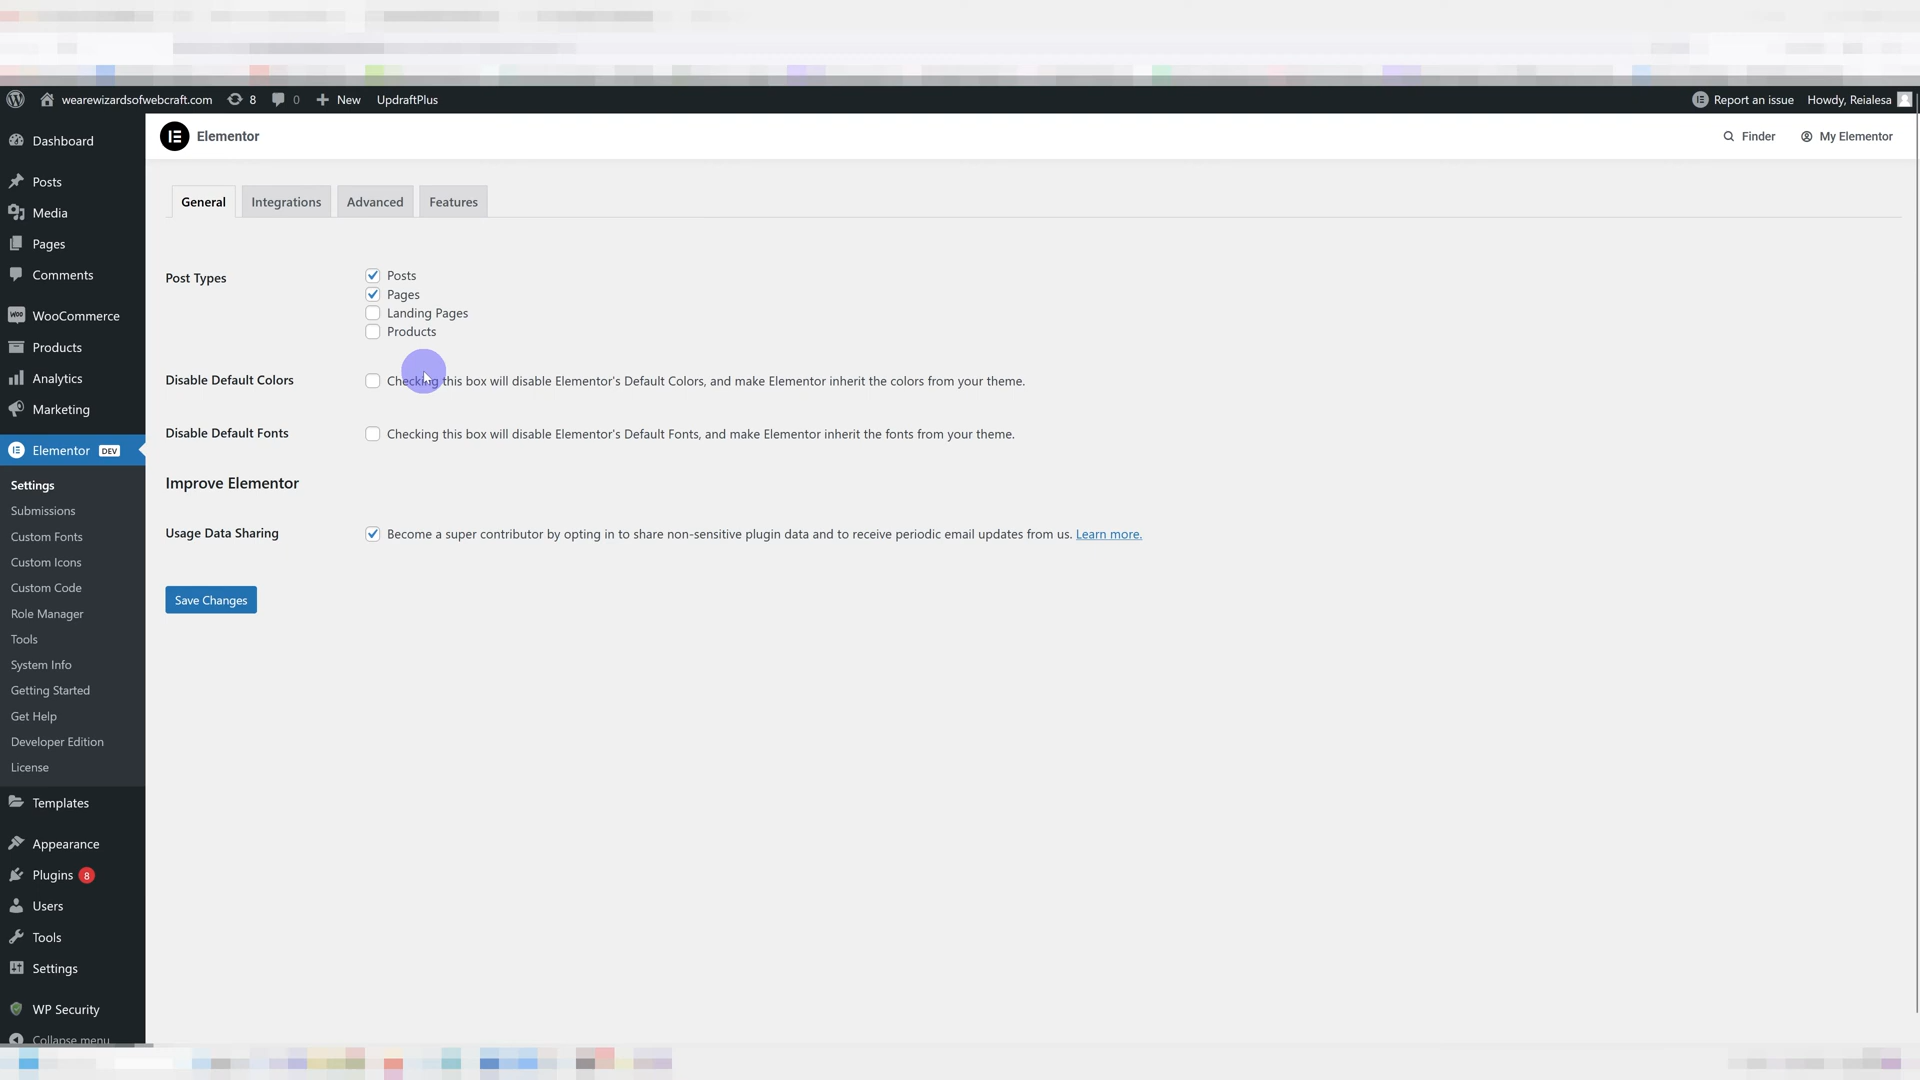 wearewizardsofwebcraft.com 8 0 New UpdraftPlus Report an issue Howdy, Reialesa
Dashboard
Posts
Media
Pages
Comments
WooCommerce
Products
Analytics
Marketing
Elementor DEV
Settings
Submissions
Custom Fonts
Custom Icons
Custom Code
Role Manager
Tools
System Info
Getting Started
Get Help
Developer Edition
License
Templates
Appearance
Plugins 8
Users
Tools
Settings
WP Security
Collapse menu
Elementor Finder My Elementor
General Integrations Advanced Features
Post Types
Posts
Pages
Landing Pages
Products
Disable Default Colors Checking this box will disable Elementor's Default Colors, and make Elementor inherit the colors from your theme.
Disable Default Fonts Checking this box will disable Elementor's Default Fonts, and make Elementor inherit the fonts from your theme.
Improve Elementor
Usage Data Sharing Become a super contributor by opting in to share non-sensitive plugin data and to receive periodic email updates from us. Learn more.
Save Changes